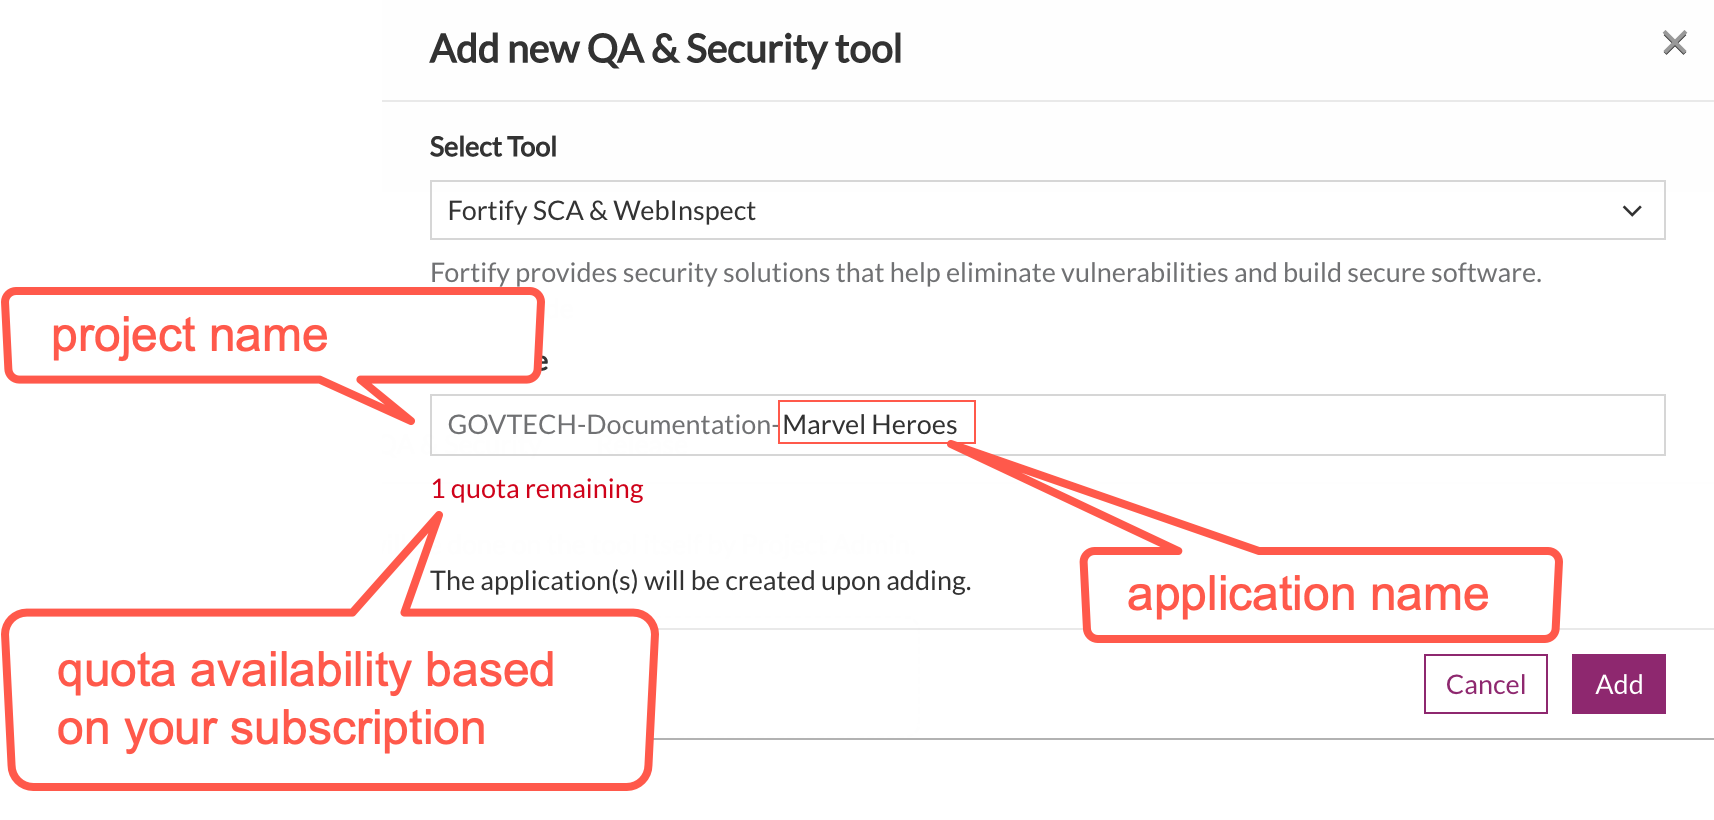 Add new QA & Security tool
Select Tool
Fortify SCA & WebInspect
Fortify provides security solutions that help eliminate vulnerabilities and build secure software.
project name
GOVTECH-Documentation-Marvel Heroes
1 quota remaining
The application(s) will be created upon adding.
application name
quota availability based
on your subscription
Cancel
Add